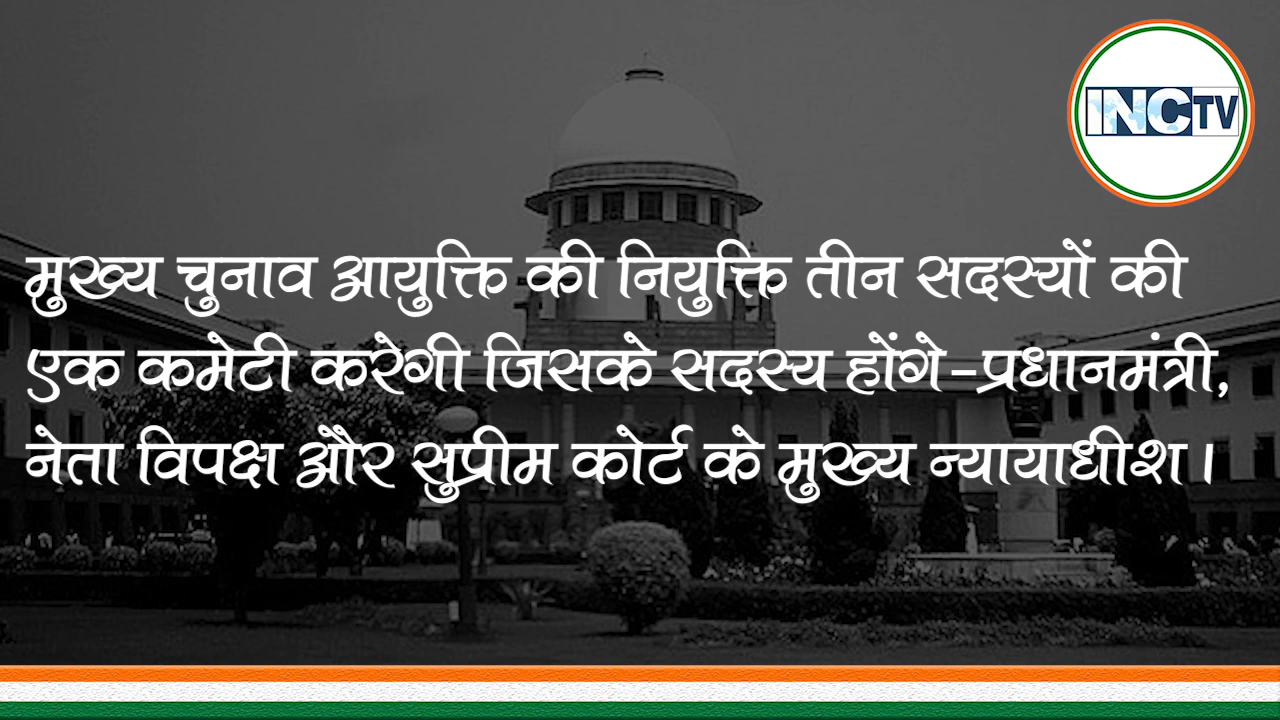 INCTV
मुख्य चुनाव आयुक्ति की नियुक्ति तीन सदस्यों की
एक कमेटी करेगी जिसके सदस्य होंगे-प्रधानमंत्री,
नेता विपक्ष और सुप्रीम कोर्ट के मुख्य न्यायाधीश।